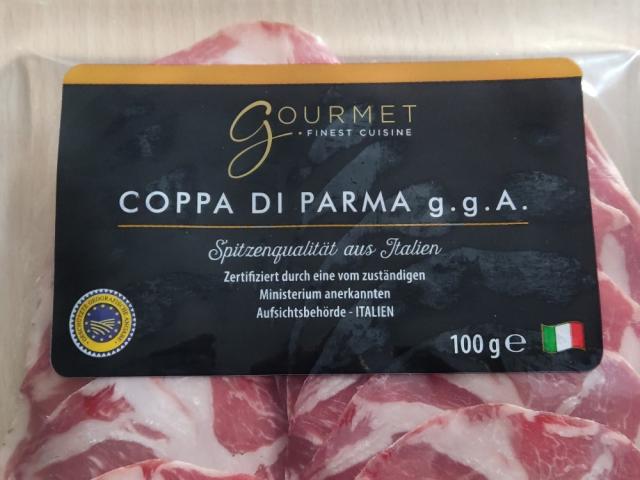 GOURMET
• FINEST CUISINE
COPPA DI PARMA g.g.A.
Spitzenqualität aus Italien
Zertifiziert durch eine vom zuständigen
Ministerium anerkannten
Aufsichtsbehörde - ITALIEN
100 g ℮